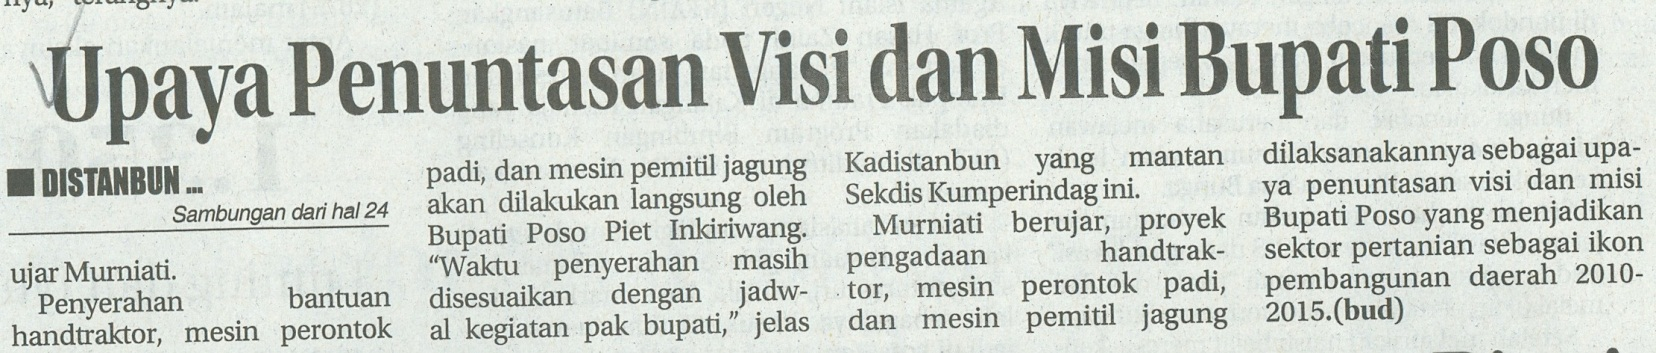 Upaya Penuntasan Visi dan Misi Bupati Poso
DISTANBUN ...
Sambungan dari hal 24
ujar Murniati.
Penyerahan bantuan
handtraktor, mesin perontok
padi, dan mesin pemitil jagung
akan dilakukan langsung oleh
Bupati Poso Piet Inkiriwang.
“Waktu penyerahan masih
disesuaikan dengan jadw-
al kegiatan pak bupati,” jelas
Kadistanbun yang mantan
Sekdis Kumperindag ini.
Murniati berujar, proyek
pengadaan handtrak-
tor, mesin perontok padi,
dan mesin pemitil jagung
dilaksanakannya sebagai upa-
ya penuntasan visi dan misi
Bupati Poso yang menjadikan
sektor pertanian sebagai ikon
pembangunan daerah 2010-
2015.(bud)